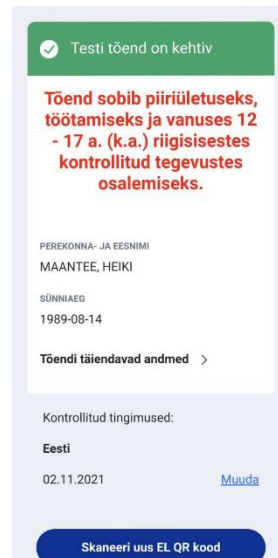 Testi tõend on kehtiv
Tõend sobib piiriületuseks,
töötamiseks ja vanuses 12
- 17 a. (k.a.) riigisisestes
kontrollitud tegevustes
osalemiseks.
PEREKONNA- JA EESNIMI
MAANTEE, HEIKI
SÜNNIAEG
1989-08-14
Tõendi täiendavad andmed >
Kontrollitud tingimused:
Eesti
02.11.2021 Muuda
Skaneeri uus EL QR kood